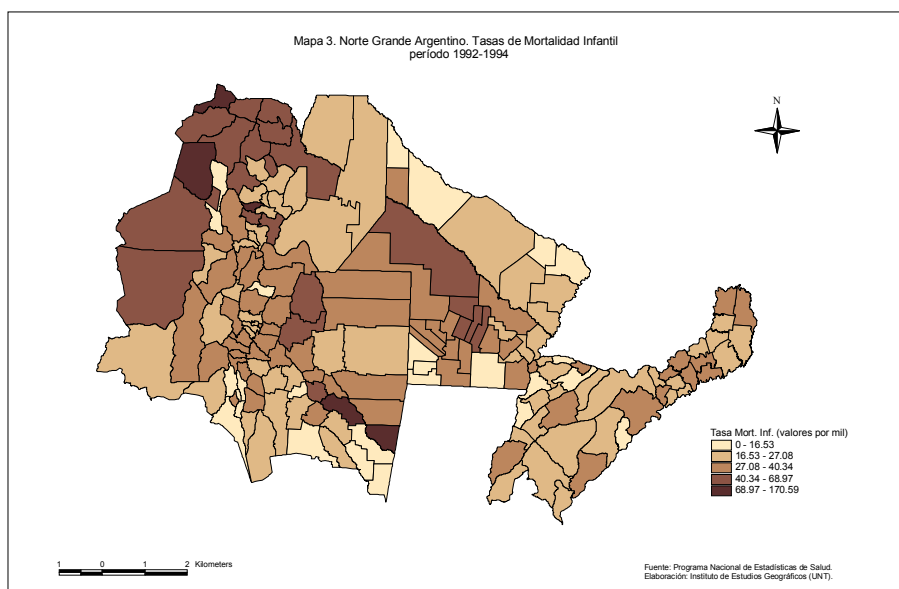 Mapa 3. Norte Grande Argentino. Tasas de Mortalidad Infantil
período 1992-1994
N
Tasa Mort. Inf. (valores por mil)
0 - 16.53
16.53 - 27.08
27.08 - 40.34
40.34 - 68.97
68.97 - 170.59
1 0 1 2 Kilometers
Fuente: Programa Nacional de Estadísticas de Salud.
Elaboración: Instituto de Estudios Geográficos (UNT).